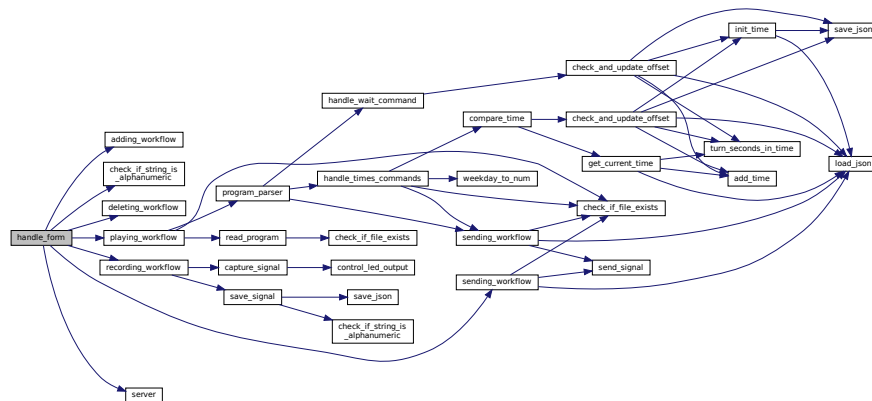 handle_form
adding_workflow
check_if_string_is
_alphanumeric
deleting_workflow
playing_workflow
recording_workflow
server
program_parser
read_program
capture_signal
save_signal
handle_wait_command
handle_times_commands
check_if_file_exists
control_led_output
save_json
check_if_string_is
_alphanumeric
compare_time
weekday_to_num
sending_workflow
sending_workflow
check_and_update_offset
check_and_update_offset
get_current_time
check_if_file_exists
send_signal
init_time
turn_seconds_in_time
add_time
save_json
load_json